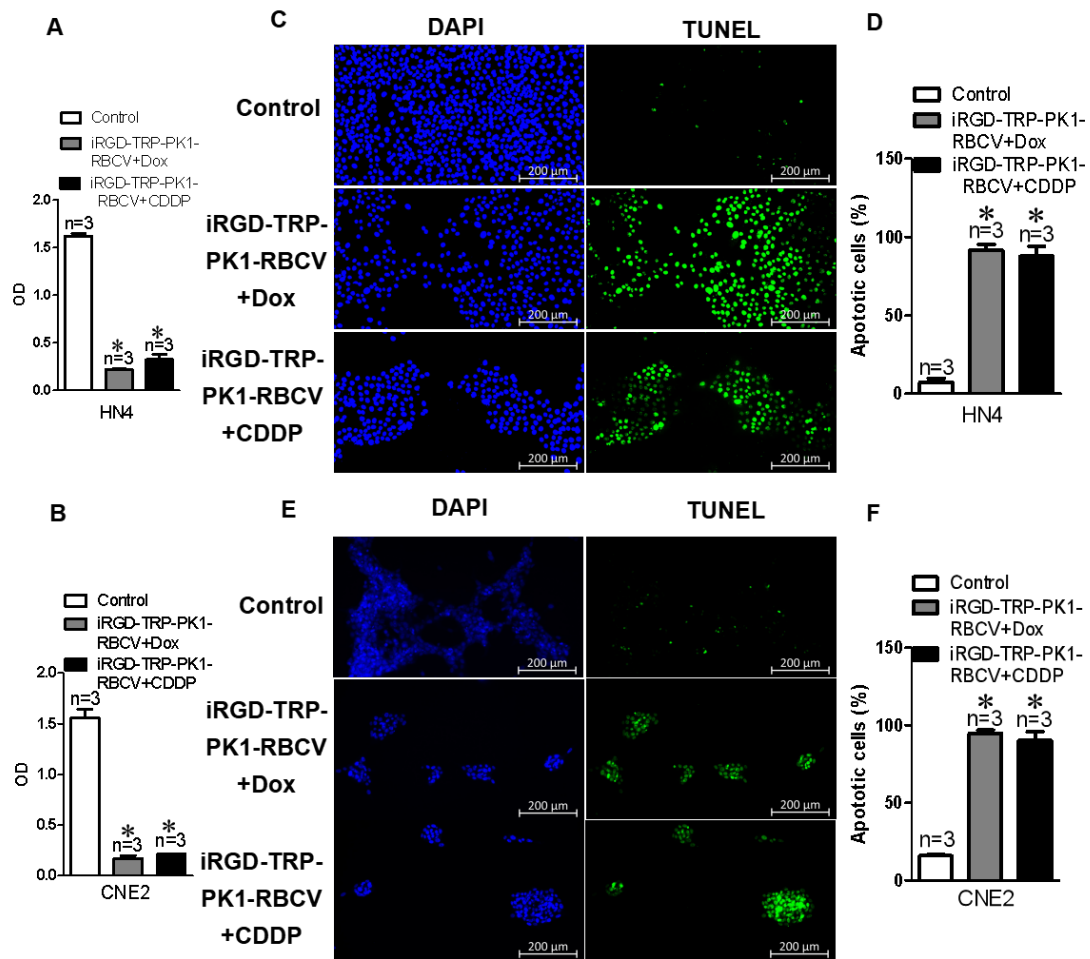 A
Control
iRGD-TRP-PK1-
RBCV+Dox
iRGD-TRP-PK1-
RBCV+CDDP
2.0
1.5
1.0
0.5
0.0
OD
n=3
*
n=3
*
n=3
HN4
C
DAPI
TUNEL
Control
200 µm
200 µm
iRGD-TRP-
PK1-RBCV
+Dox
200 µm
200 µm
iRGD-TRP-
PK1-RBCV
+CDDP
200 µm
200 µm
D
Control
iRGD-TRP-PK1-
RBCV+Dox
iRGD-TRP-PK1-
RBCV+CDDP
150
100
50
0
Apoptotic cells (%)
n=3
*
n=3
*
n=3
HN4
B
Control
iRGD-TRP-PK1-
RBCV+Dox
iRGD-TRP-PK1-
RBCV+CDDP
2.0
1.5
1.0
0.5
0.0
OD
n=3
*
n=3
*
n=3
CNE2
E
DAPI
TUNEL
Control
200 µm
200 µm
iRGD-TRP-
PK1-RBCV
+Dox
200 µm
200 µm
iRGD-TRP-
PK1-RBCV
+CDDP
200 µm
200 µm
F
Control
iRGD-TRP-PK1-
RBCV+Dox
iRGD-TRP-PK1-
RBCV+CDDP
150
100
50
0
Apoptotic cells (%)
n=3
*
n=3
*
n=3
CNE2